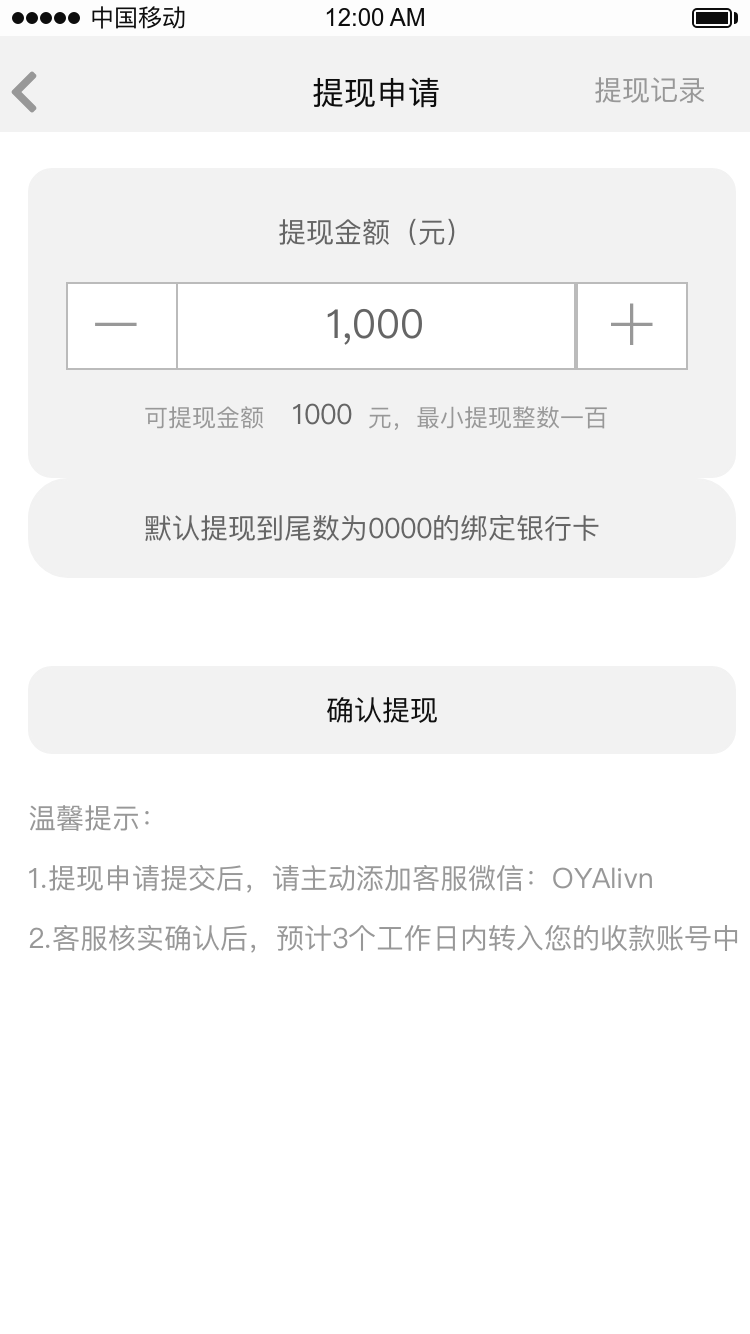 中国移动 12:00 AM
提现申请 提现记录
提现金额（元）
1,000
可提现金额 1000 元，最小提现整数一百
默认提现到尾数为0000的绑定银行卡
确认提现
温馨提示：
1.提现申请提交后，请主动添加客服微信：OYAlivn
2.客服核实确认后，预计3个工作日内转入您的收款账号中